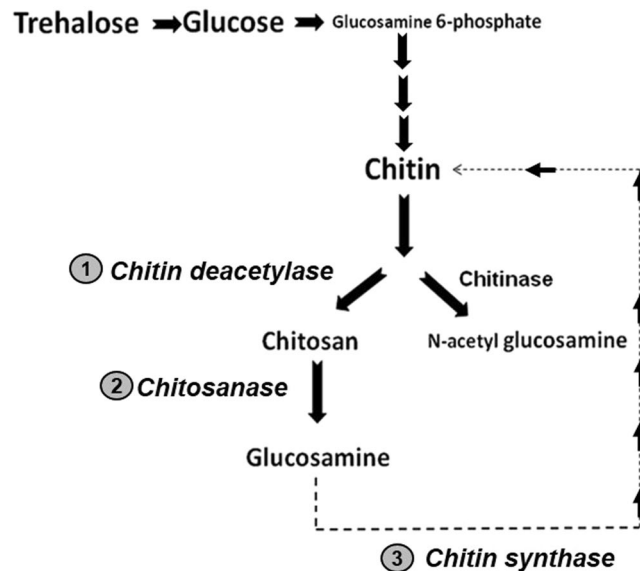 Trehalose Glucose Glucosamine 6-phosphate
Chitin
1 Chitin deacetylase
Chitinase
Chitosan
N-acetyl glucosamine
2 Chitosanase
Glucosamine
3 Chitin synthase